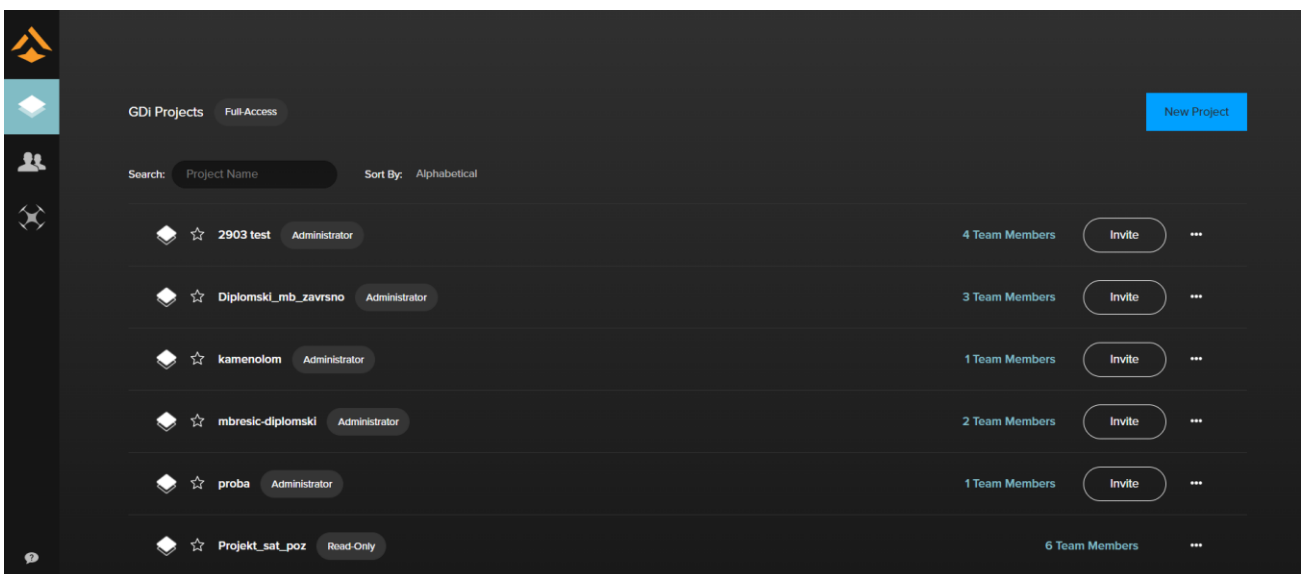 GDi Projects Full-Access New Project
Search: Project Name Sort By: Alphabetical
2903 test Administrator 4 Team Members Invite
Diplomski_mb_zavrsno Administrator 3 Team Members Invite
kamenolom Administrator 1 Team Members Invite
mbresic-diplomski Administrator 2 Team Members Invite
proba Administrator 1 Team Members Invite
Projekt_sat_poz Read-Only 6 Team Members